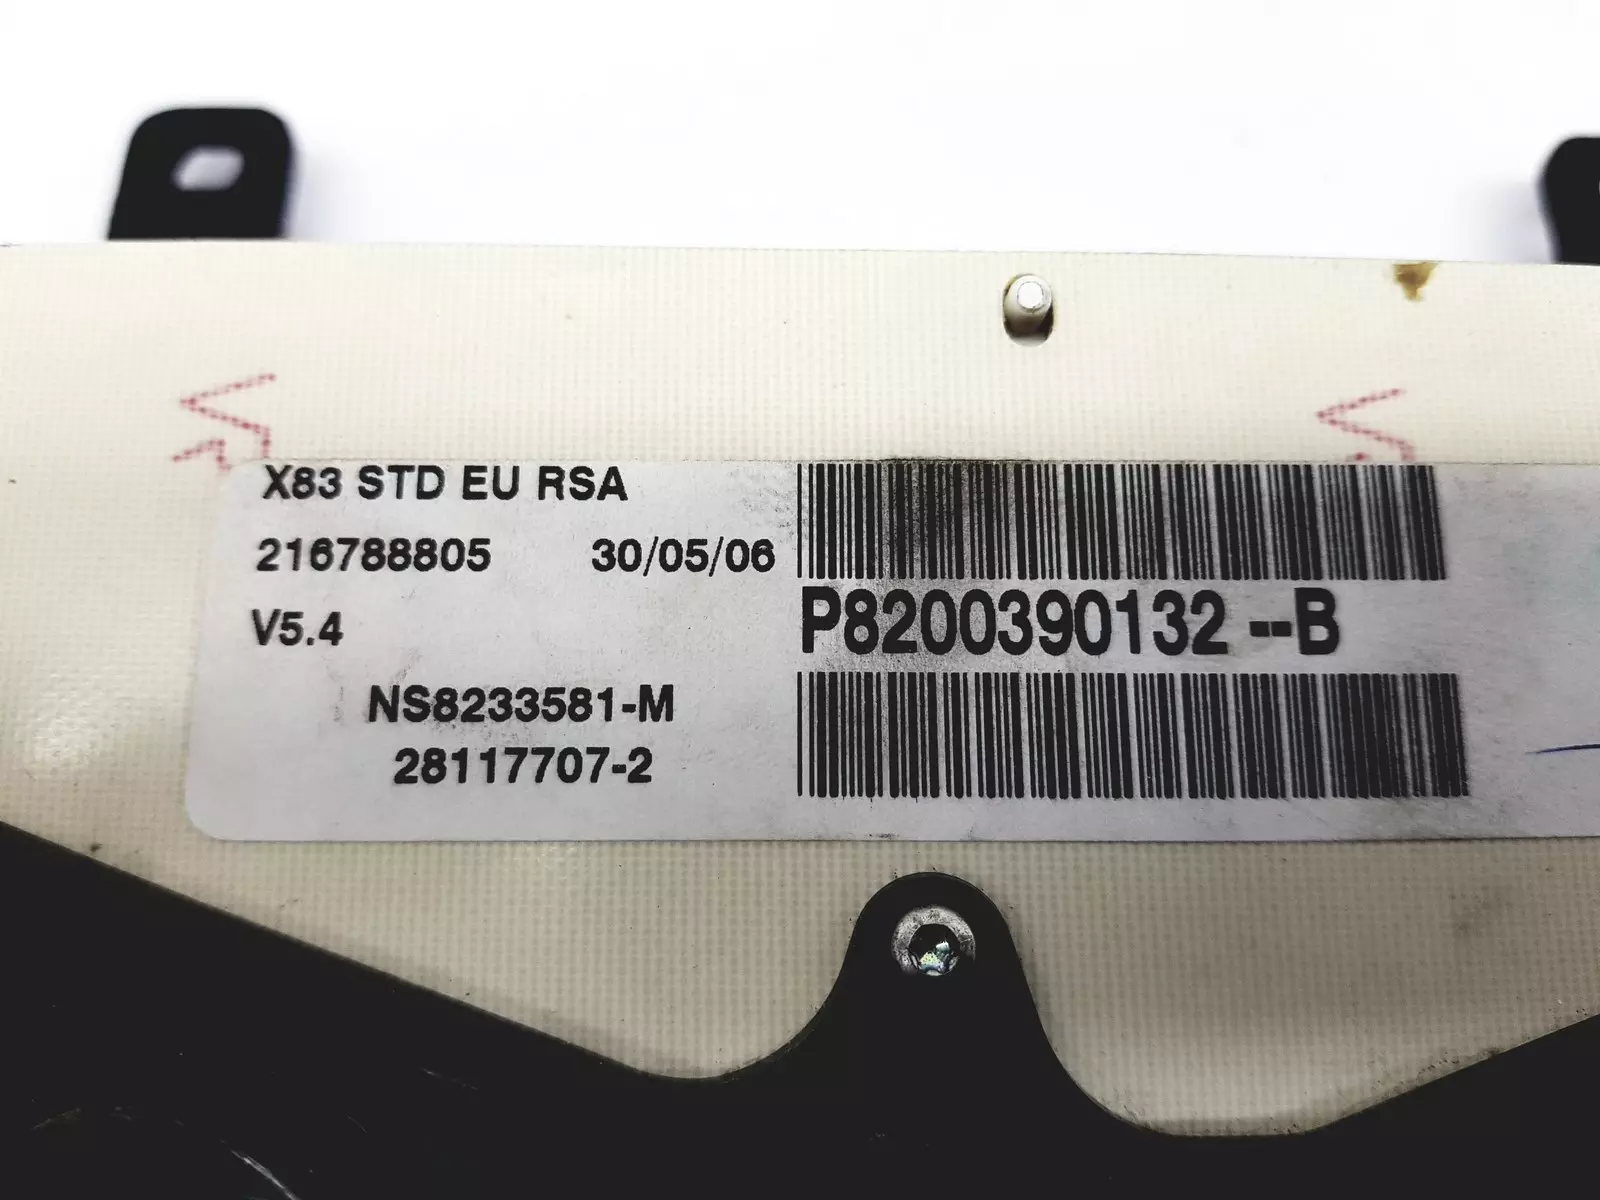 X83 STD EU RSA
216788805 30/05/06
V5.4
P8200390132 --B
NS8233581-M
28117707-2